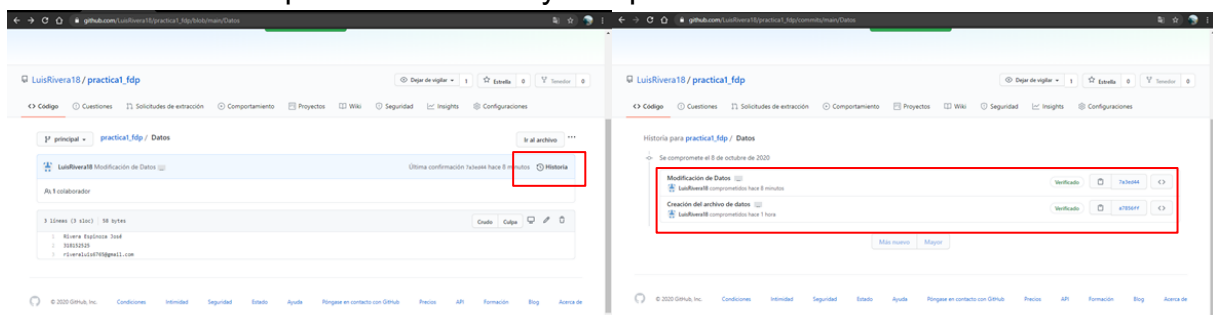 github.com/LuisRivera18/practica1_fdp/blob/main/Datos
LuisRivera18 / practica1_fdp
Dejar de vigilar 1 Estrella 0 Tenedor 0
Código Cuestiones Solicitudes de extracción Comportamiento Proyectos Wiki Seguridad Insights Configuraciones
principal practica1_fdp / Datos
Ir al archivo
LuisRivera18 Modificación de Datos
Última confirmación hace 8 minutos Historia
1 colaborador
3 líneas (3 sloc) 58 bytes
Crudo Culpa
1 Rivera Espinoza José
2
3
© 2020 GitHub, Inc. Condiciones Intimidad Seguridad Estado Ayuda Póngase en contacto con GitHub Precios API Formación Blog Acerca de
github.com/LuisRivera18/practica1_fdp/commits/main/Datos
LuisRivera18 / practica1_fdp
Dejar de vigilar 1 Estrella 0 Tenedor 0
Código Cuestiones Solicitudes de extracción Comportamiento Proyectos Wiki Seguridad Insights Configuraciones
Historia para practica1_fdp / Datos
Se compromete el 8 de octubre de 2020
Modificación de Datos
LuisRivera18 comprometidos hace 8 minutos
Verificado
Creación del archivo de datos
LuisRivera18 comprometidos hace 1 hora
Verificado
Más nuevo Mayor
© 2020 GitHub, Inc. Condiciones Intimidad Seguridad Estado Ayuda Póngase en contacto con GitHub Precios API Formación Blog Acerca de